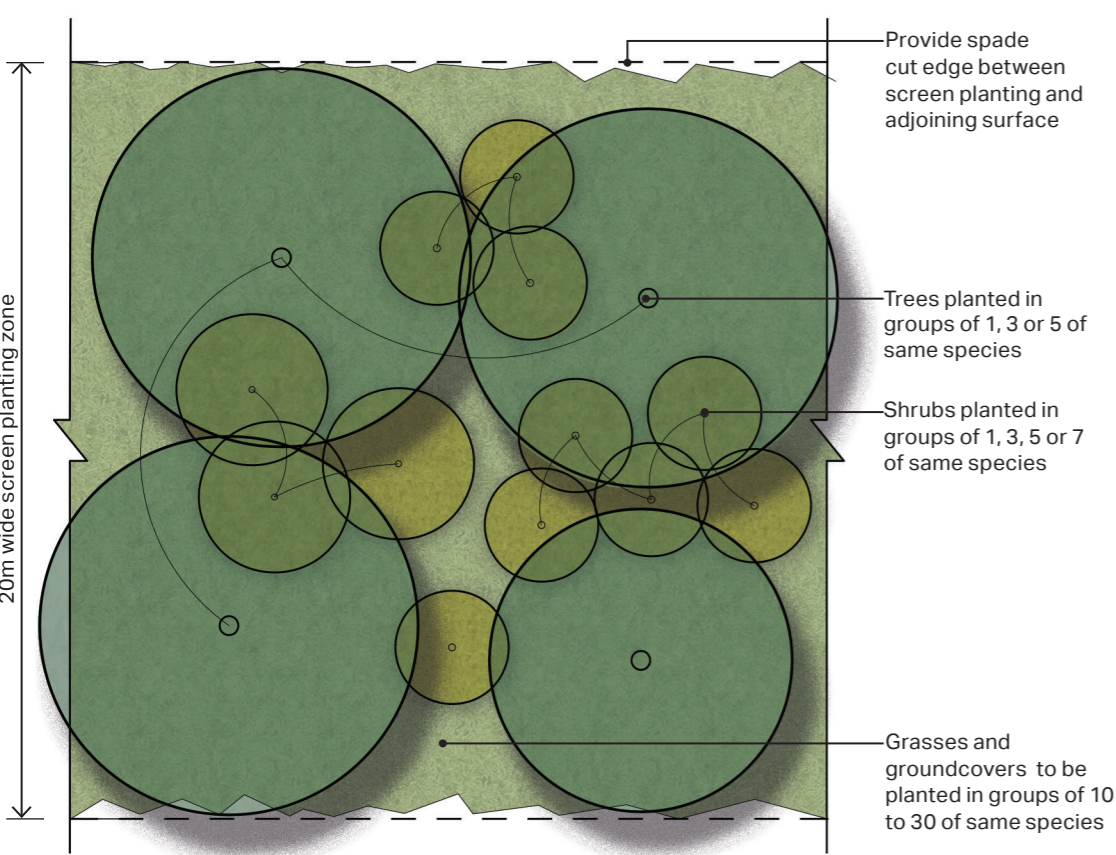 Provide spade
cut edge between
screen planting and
adjoining surface
20m wide screen planting zone
Trees planted in
groups of 1, 3 or 5 of
same species
Shrubs planted in
groups of 1, 3, 5 or 7
of same species
Grasses and
groundcovers to be
planted in groups of 10
to 30 of same species